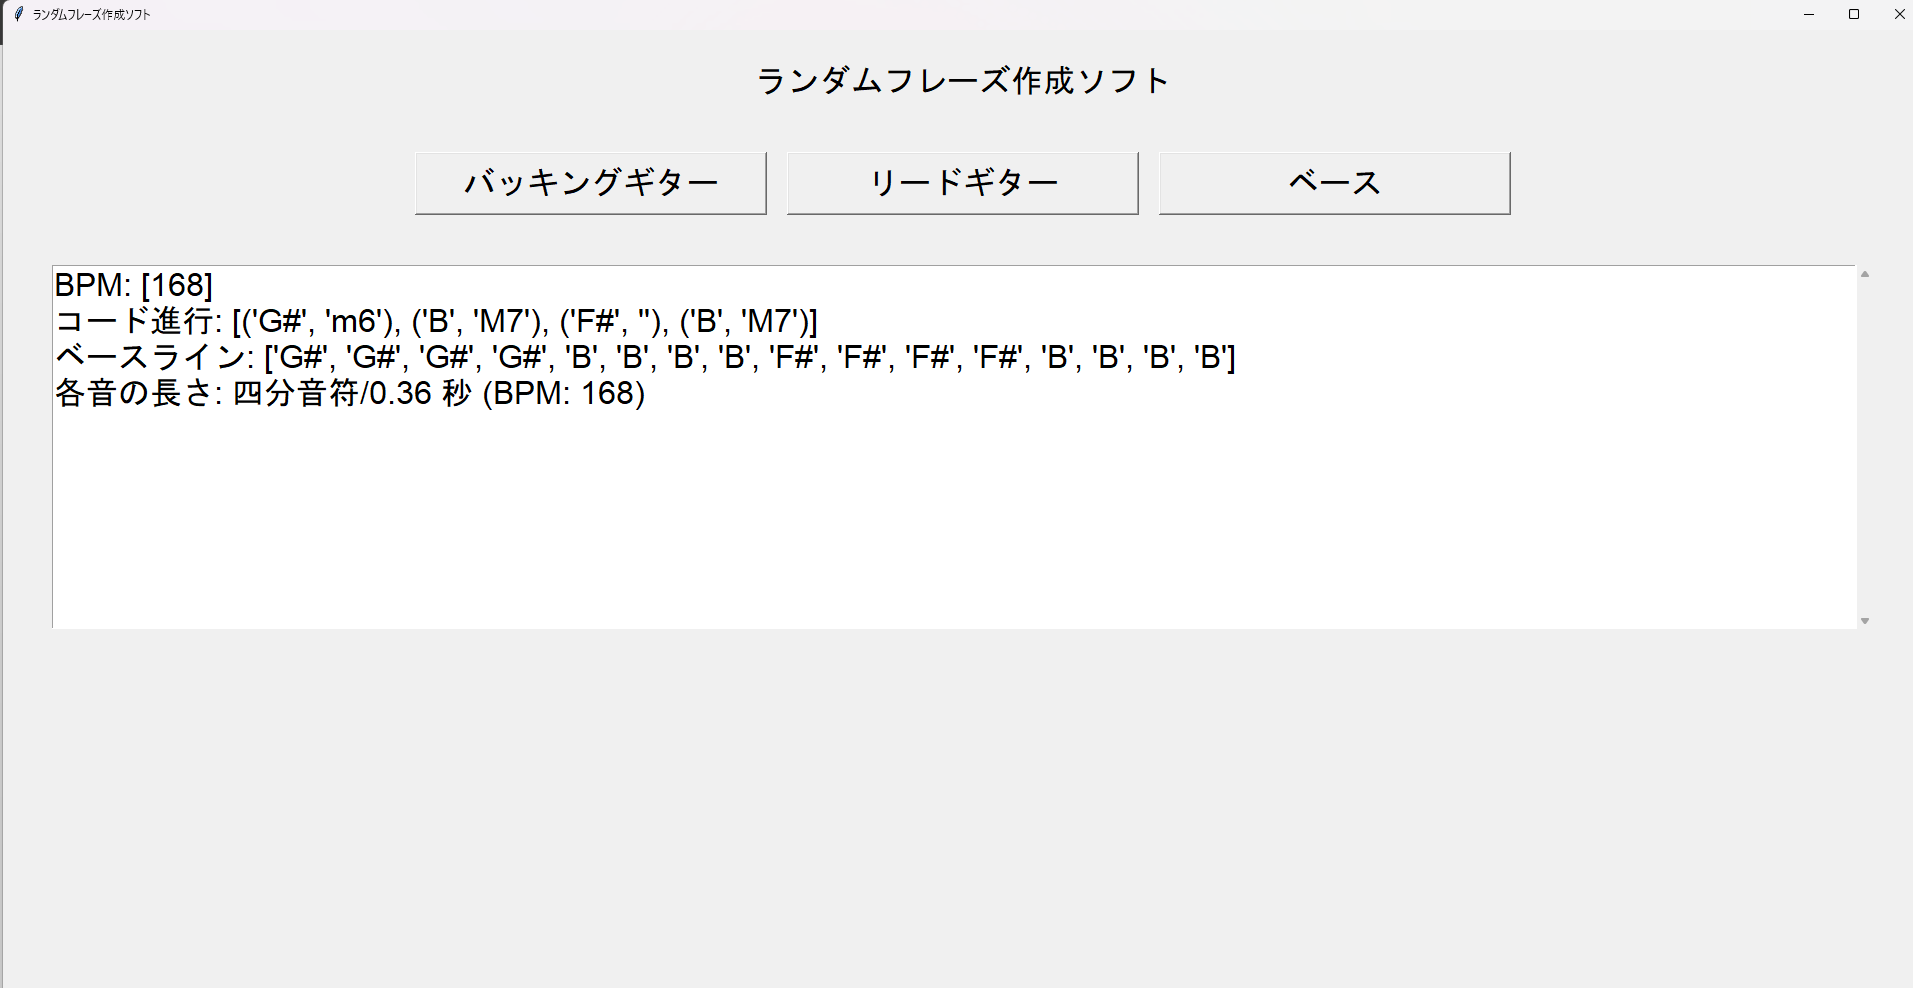 ランダムフレーズ作成ソフト
ランダムフレーズ作成ソフト
バッキングギター リードギター ベース
BPM: [168]
コード進行: [('G#', 'm6'), ('B', 'M7'), ('F#', ''), ('B', 'M7')]
ベースライン: ['G#', 'G#', 'G#', 'G#', 'B', 'B', 'B', 'B', 'F#', 'F#', 'F#', 'F#', 'B', 'B', 'B', 'B']
各音の長さ: 四分音符/0.36 秒 (BPM: 168)